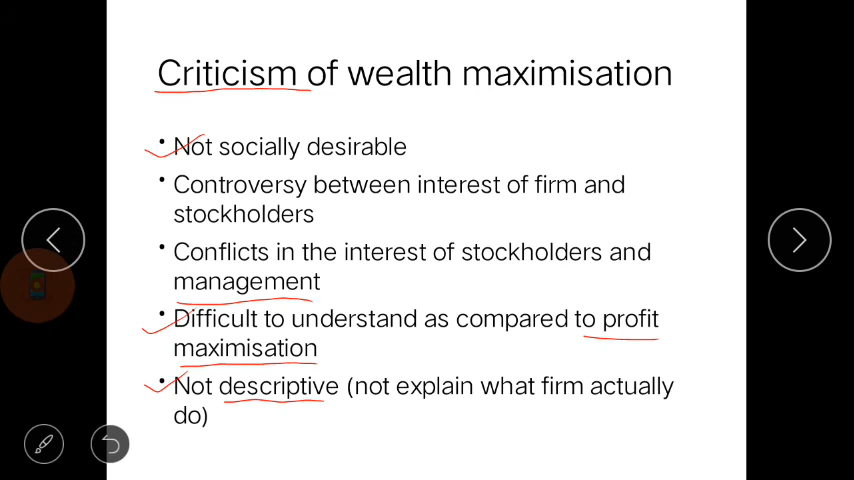 Criticism of wealth maximisation
• Not socially desirable
• Controversy between interest of firm and
stockholders
• Conflicts in the interest of stockholders and
management
• Difficult to understand as compared to profit
maximisation
• Not descriptive (not explain what firm actually
do)